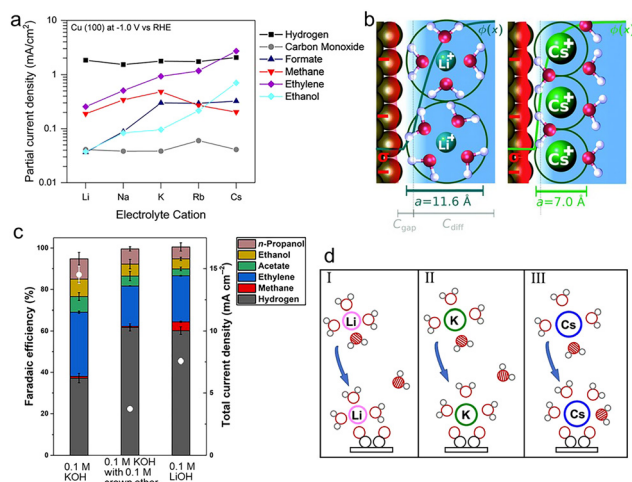 a
Cu (100) at -1.0 V vs RHE
Partial current density (mA/cm²)
10
1
0.1
0.01
Li Na K Rb Cs
Electrolyte Cation
Hydrogen
Carbon Monoxide
Formate
Methane
Ethylene
Ethanol
b
ϕ(x) ϕ(x)
Li+
Li+
Cs+
Cs+
Cs+
a=11.6 Å
a=7.0 Å
Cgap Cdiff
c
Faradaic efficiency (%)
100
80
60
40
20
0
n-Propanol
Ethanol
Acetate
Ethylene
Methane
Hydrogen
15
10
5
0
Total current density (mA cm⁻²)
0.1 M
KOH
0.1 M KOH
with 0.1 M
crown ether
0.1 M
LiOH
d
I II III
Li K Cs
Li K Cs